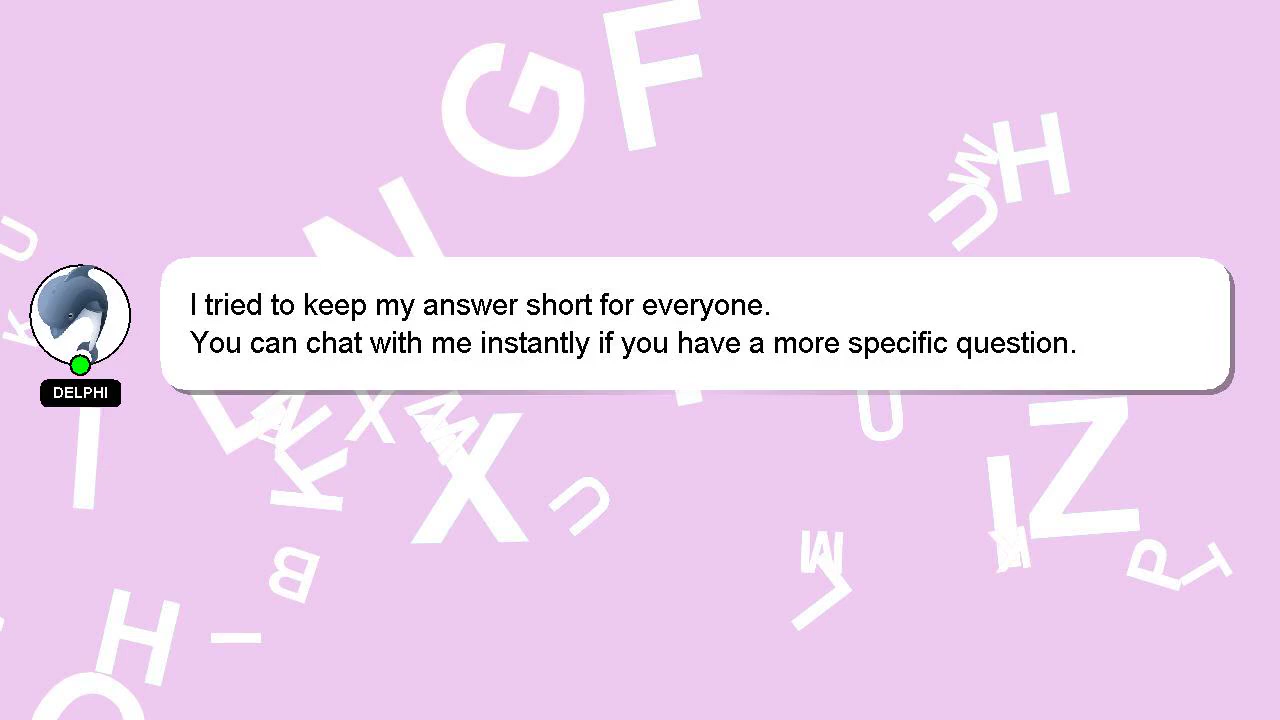 G F
N
H
W
U
U
K
I tried to keep my answer short for everyone.
You can chat with me instantly if you have a more specific question.
DELPHI
L
X
U
I
K
X
U
Z
I
B
M
L
K
P
T
H
I
O